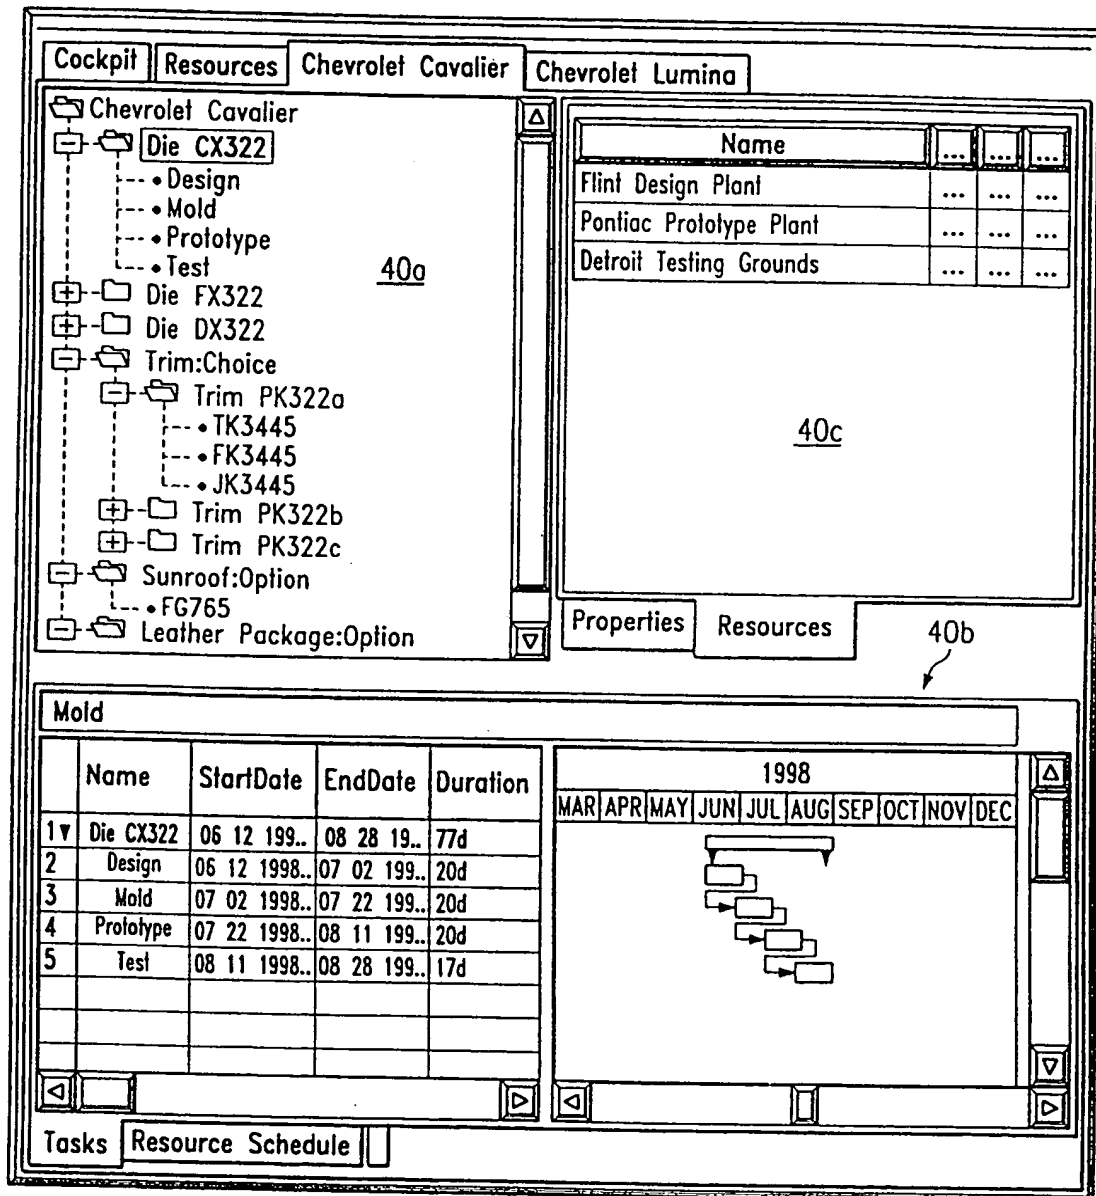 Cockpit Resources Chevrolet Cavalier Chevrolet Lumina
Chevrolet Cavalier
Die CX322
Design
Mold
Prototype
Test
40a
Die FX322
Die DX322
Trim:Choice
Trim PK322a
TK3445
FK3445
JK3445
Trim PK322b
Trim PK322c
Sunroof:Option
FG765
Leather Package:Option
Name ... ... ...
Flint Design Plant ... ... ...
Pontiac Prototype Plant ... ... ...
Detroit Testing Grounds ... ... ...
40c
Properties Resources
40b
Mold
Name StartDate EndDate Duration
1 Die CX322 06 12 199.. 08 28 19.. 77d
2 Design 06 12 1998.. 07 02 199.. 20d
3 Mold 07 02 1998.. 07 22 199.. 20d
4 Prototype 07 22 1998.. 08 11 199.. 20d
5 Test 08 11 1998.. 08 28 199.. 17d
1998
MAR APR MAY JUN JUL AUG SEP OCT NOV DEC
Tasks Resource Schedule